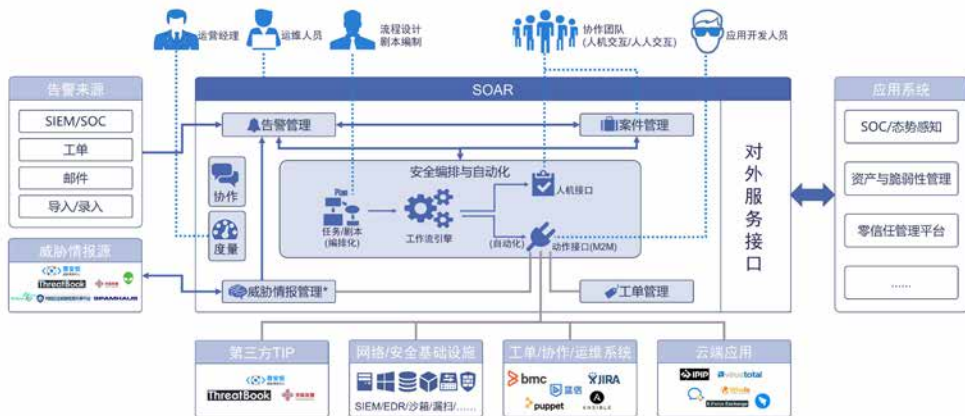 运营经理
运维人员
流程设计
剧本编制
协作团队
(人机交互/人人交互)
应用开发人员
告警来源
SIEM/SOC
工单
邮件
导入/录入
威胁情报源
ThreatBook
SPAMHAUS
SOAR
告警管理
案件管理
协作
度量
安全编排与自动化
任务/剧本
(编排化)
工作流引擎
人机接口
(自动化)
动作接口(M2M)
威胁情报管理*
工单管理
对外服务接口
应用系统
SOC/态势感知
资产与脆弱性管理
零信任管理平台
......
第三方TIP
ThreatBook
网络/安全基础设施
SIEM/EDR/沙箱/漏扫/......
工单/协作/运维系统
bmc
JIRA
蓝信
puppet
ANSIBLE
云端应用
IPIP
virustotal
X-Force Exchange